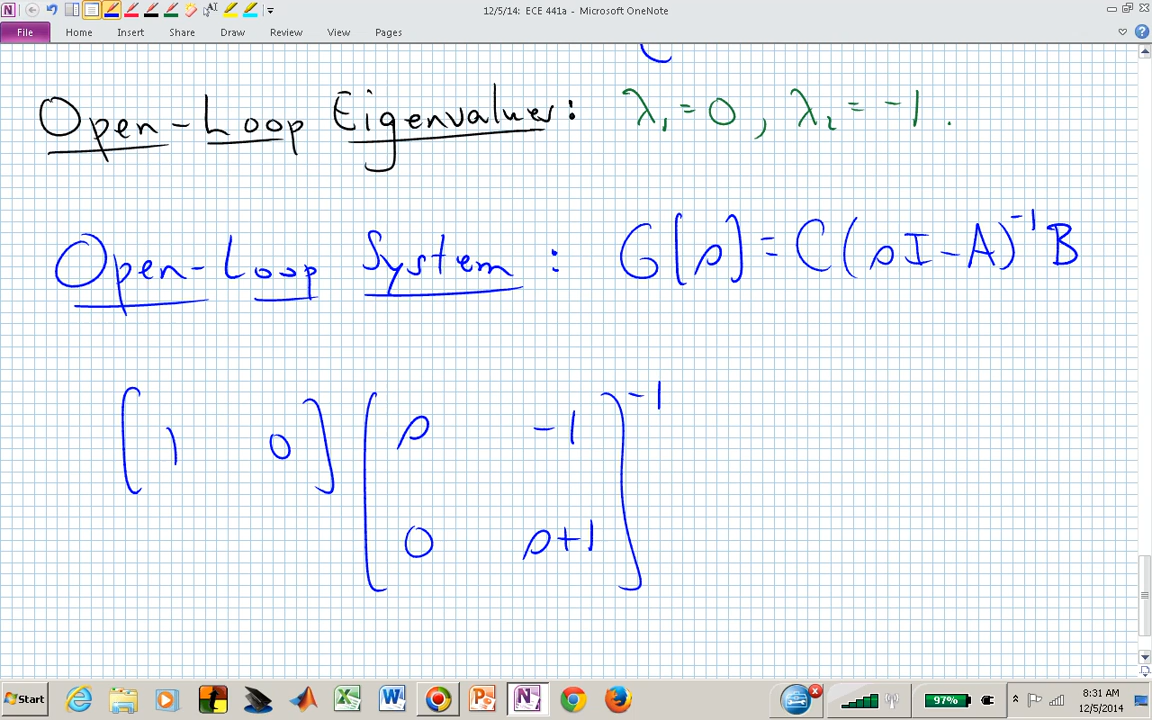 12/5/14: ECE 441a - Microsoft OneNote
File Home Insert Share Draw Review View Pages
Open-Loop Eigenvalues: λ₁ = 0, λ₂ = -1.
Open-Loop System: G[s] = C(sI-A)⁻¹B
[1 0] [s -1
0 s+1]⁻¹
Start 97% 8:31 AM
12/5/2014